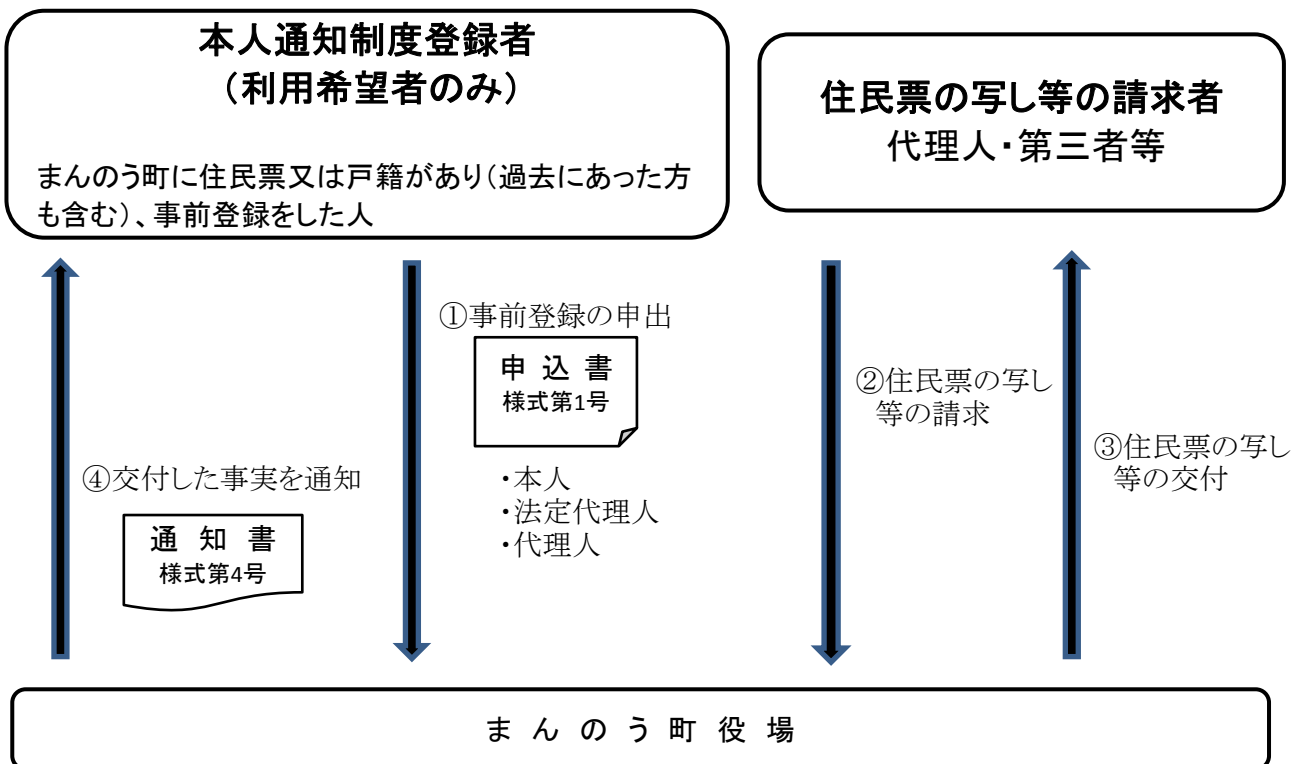 本人通知制度登録者
（利用希望者のみ）
まんのう町に住民票又は戸籍があり（過去にあった方
も含む）、事前登録をした人
住民票の写し等の請求者
代理人・第三者等
①事前登録の申出
申込書
様式第1号
・本人
・法定代理人
・代理人
②住民票の写し
等の請求
③住民票の写し
等の交付
④交付した事実を通知
通知書
様式第4号
まんのう町役場